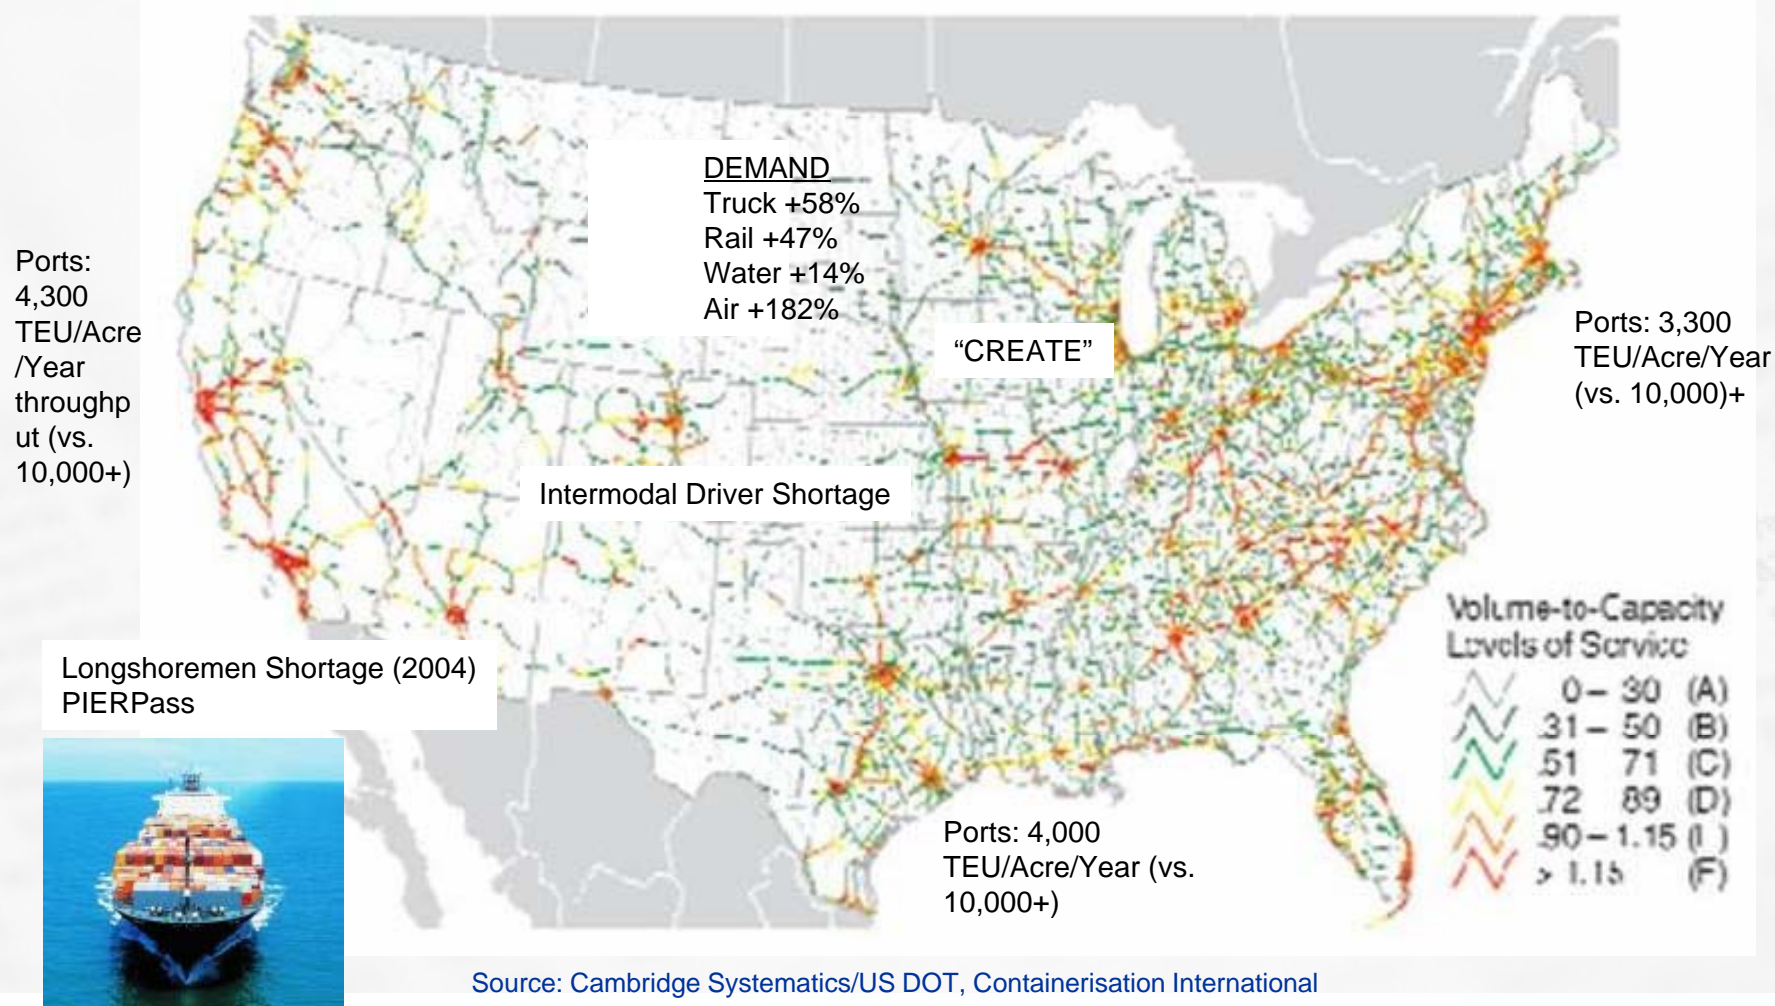 DEMAND
Truck +58%
Rail +47%
Water +14%
Air +182%
Ports:
4,300
TEU/Acre
/Year
throughp
ut (vs.
10,000+)
“CREATE”
Ports: 3,300
TEU/Acre/Year
(vs. 10,000)+
Intermodal Driver Shortage
Longshoremen Shortage (2004)
PIERPass
Ports: 4,000
TEU/Acre/Year (vs.
10,000+)
Volume-to-Capacity
Levels of Service
0 – 30 (A)
.31 – 50 (B)
.51 71 (C)
.72 89 (D)
.90 – 1.15
> 1.15 (F)
Source: Cambridge Systematics/US DOT, Containerisation International